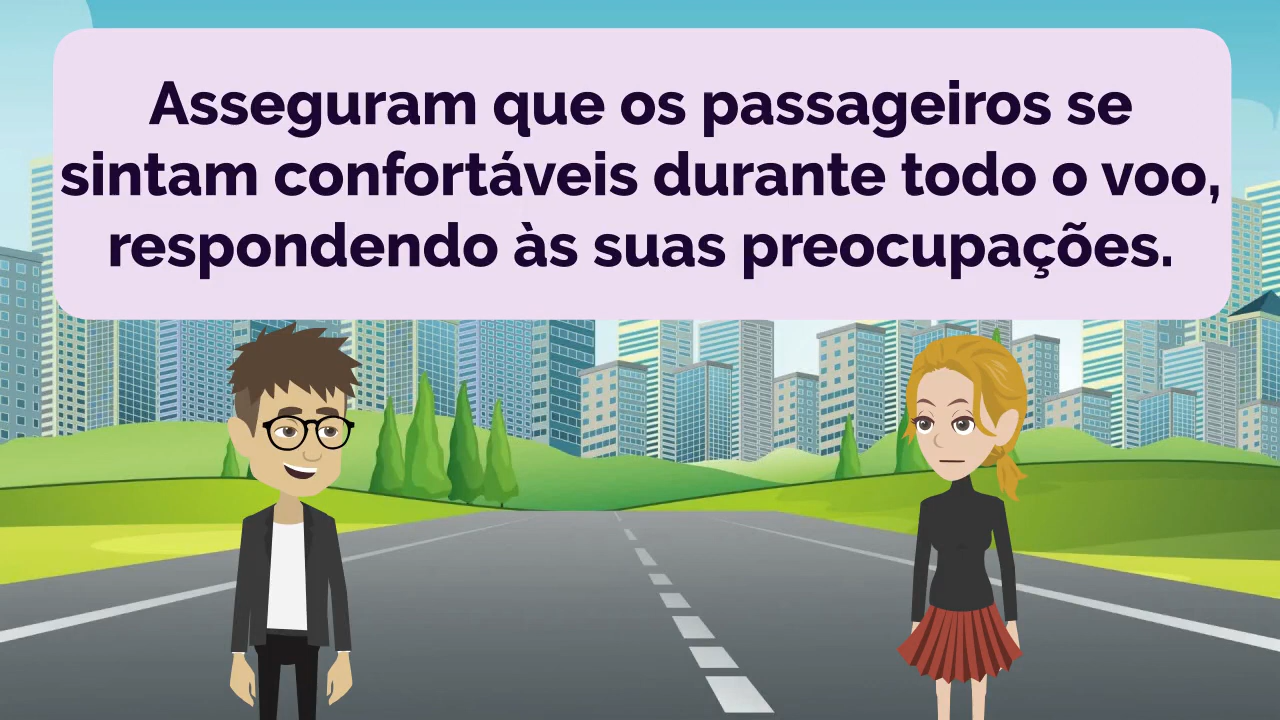 Asseguram que os passageiros se
sintam confortáveis durante todo o voo,
respondendo às suas preocupações.